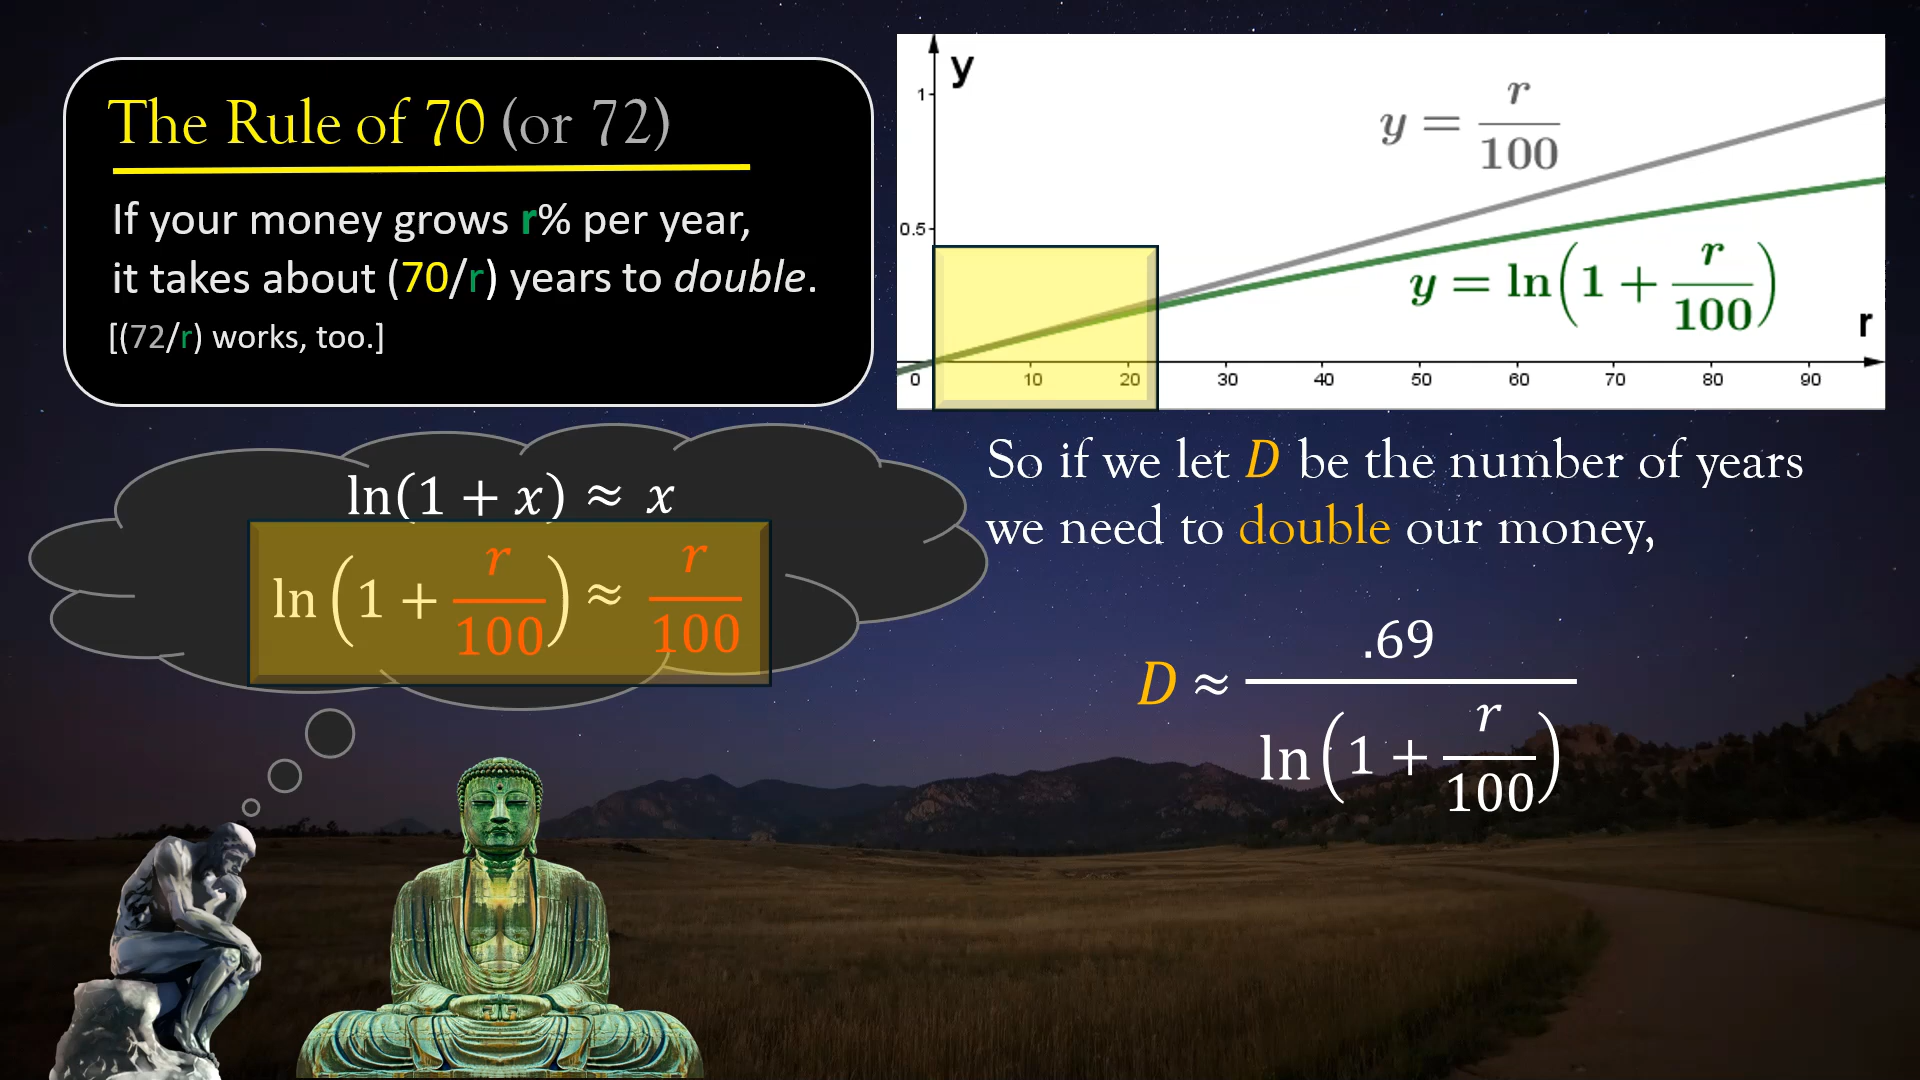 The Rule of 70 (or 72)
If your money grows r% per year,
it takes about (70/r) years to double.
[(72/r) works, too.]
y
1
0.5
y = r/100
y = ln(1 + r/100)
r
0 10 20 30 40 50 60 70 80 90
ln(1 + x) ≈ x
ln(1 + r/100) ≈ r/100
So if we let D be the number of years
we need to double our money,
D ≈ .69/ln(1 + r/100)